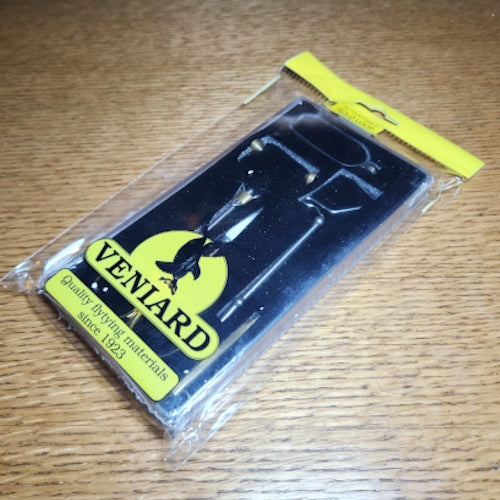 VENIARD
Quality flytying materials
since 1923